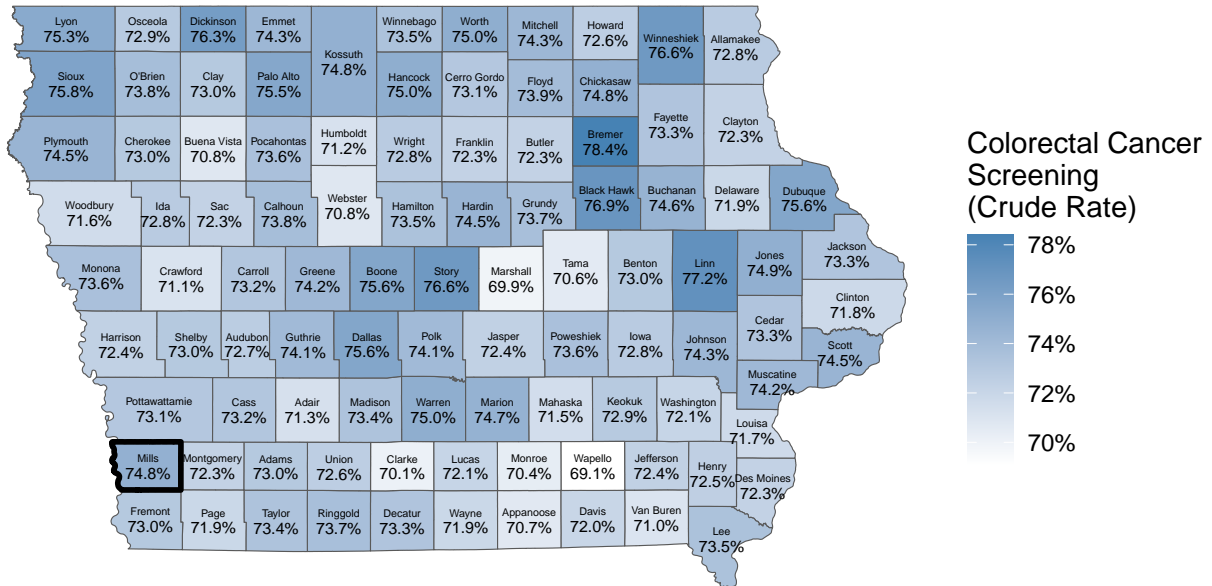 Lyon
75.3%
Osceola
72.9%
Dickinson
76.3%
Emmet
74.3%
Kossuth
74.8%
Winnebago
73.5%
Worth
75.0%
Mitchell
74.3%
Howard
72.6%
Winneshiek
76.6%
Allamakee
72.8%
Sioux
75.8%
O'Brien
73.8%
Clay
73.0%
Palo Alto
75.5%
Hancock
75.0%
Cerro Gordo
73.1%
Floyd
73.9%
Chickasaw
74.8%
Fayette
73.3%
Clayton
72.3%
Plymouth
74.5%
Cherokee
73.0%
Buena Vista
70.8%
Pocahontas
73.6%
Humboldt
71.2%
Wright
72.8%
Franklin
72.3%
Butler
72.3%
Bremer
78.4%
Woodbury
71.6%
Ida
72.8%
Sac
72.3%
Calhoun
73.8%
Webster
70.8%
Hamilton
73.5%
Hardin
74.5%
Grundy
73.7%
Black Hawk
76.9%
Buchanan
74.6%
Delaware
71.9%
Dubuque
75.6%
Monona
73.6%
Crawford
71.1%
Carroll
73.2%
Greene
74.2%
Boone
75.6%
Story
76.6%
Marshall
69.9%
Tama
70.6%
Benton
73.0%
Linn
77.2%
Jones
74.9%
Jackson
73.3%
Clinton
71.8%
Harrison
72.4%
Shelby
73.0%
Audubon
72.7%
Guthrie
74.1%
Dallas
75.6%
Polk
74.1%
Jasper
72.4%
Poweshiek
73.6%
Iowa
72.8%
Johnson
74.3%
Cedar
73.3%
Scott
74.5%
Muscatine
74.2%
Pottawattamie
73.1%
Cass
73.2%
Adair
71.3%
Madison
73.4%
Warren
75.0%
Marion
74.7%
Mahaska
71.5%
Keokuk
72.9%
Washington
72.1%
Louisa
71.7%
Mills
74.8%
Montgomery
72.3%
Adams
73.0%
Union
72.6%
Clarke
70.1%
Lucas
72.1%
Monroe
70.4%
Wapello
69.1%
Jefferson
72.4%
Henry
72.5%
Des Moines
72.3%
Fremont
73.0%
Page
71.9%
Taylor
73.4%
Ringgold
73.7%
Decatur
73.3%
Wayne
71.9%
Appanoose
70.7%
Davis
72.0%
Van Buren
71.0%
Lee
73.5%
Colorectal Cancer
Screening
(Crude Rate)
78%
76%
74%
72%
70%